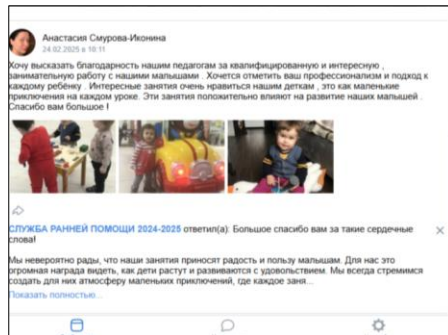 Анастасия Смурова-Иконина
24.02.2025 в 10:11
Хочу высказать благодарность нашим педагогам за квалифицированную и интересную ,
занимательную работу с нашими малышами . Хочется отметить ваш профессионализм и подход к
каждому ребёнку . Интересные занятия очень нравиться нашим деткам , это как маленькие
приключения на каждом уроке. Эти занятия положительно влияют на развитие наших малышей .
Спасибо вам большое !
СЛУЖБА РАННЕЙ ПОМОЩИ 2024-2025 ответил(а): Большое спасибо вам за такие сердечные
слова!
Мы невероятно рады, что наши занятия приносят радость и пользу малышам. Для нас это
огромная награда видеть, как дети растут и развиваются с удовольствием. Мы всегда стремимся
создать для них атмосферу маленьких приключений, где каждое заня...
Показать полностью...